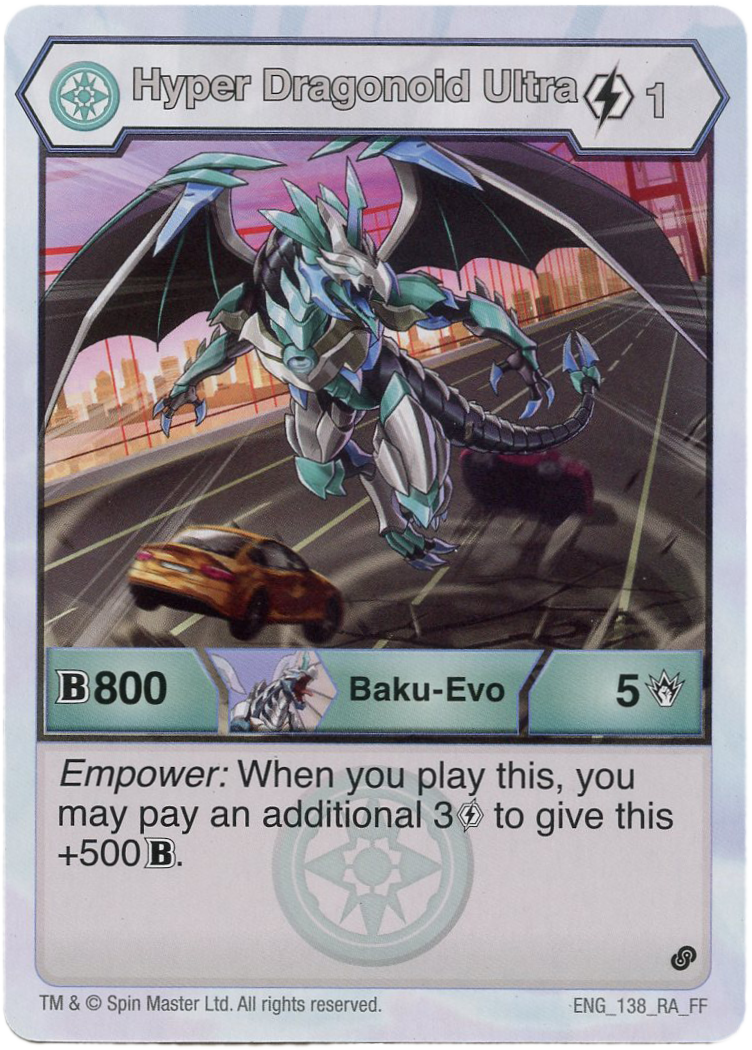 Hyper Dragonoid Ultra 1
B 800 Baku-Evo 5
Empower: When you play this, you
may pay an additional 3 to give this
+500 B.
TM & © Spin Master Ltd. All rights reserved. ENG_138_RA_FF